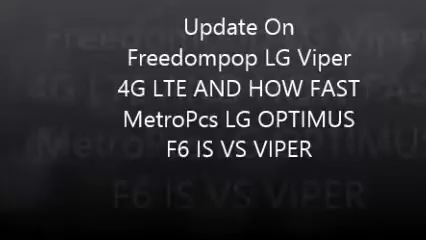 Update On
Freedompop LG Viper
4G LTE AND HOW FAST
MetroPcs LG OPTIMUS
F6 IS VS VIPER